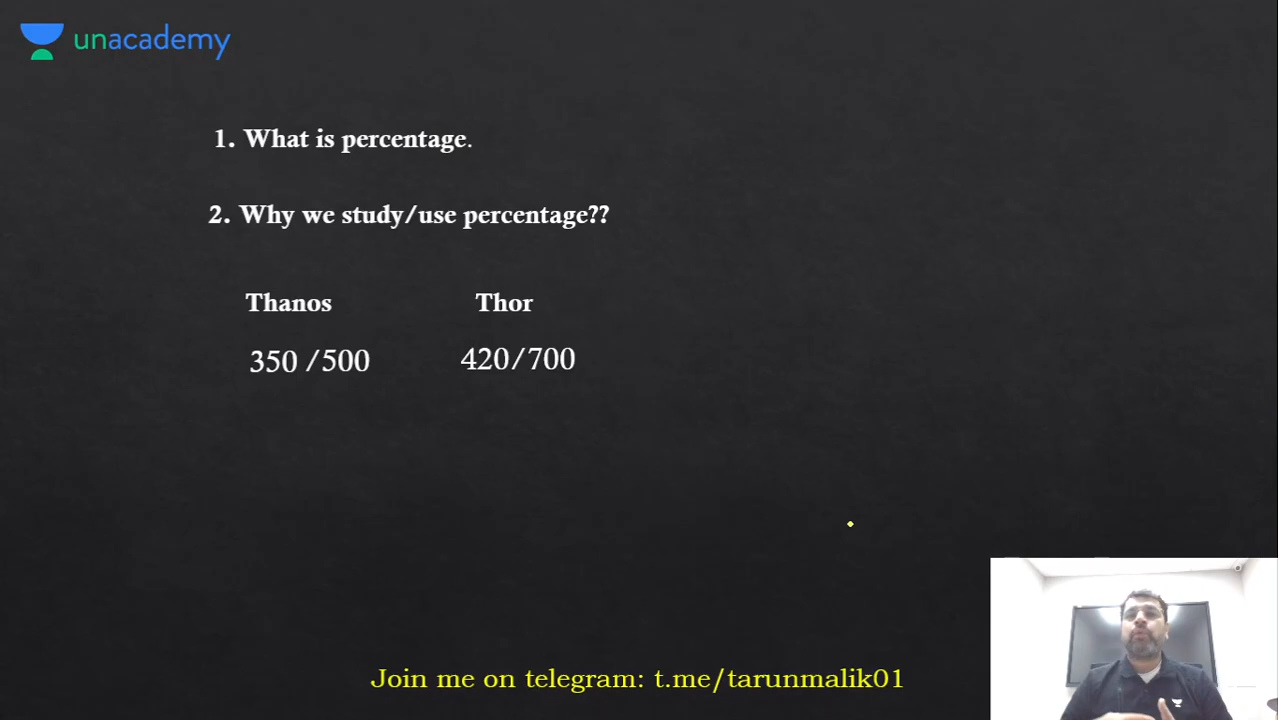 unacademy
1. What is percentage.
2. Why we study/use percentage??
Thanos Thor
350 /500 420/700
Join me on telegram: t.me/tarunmalik01